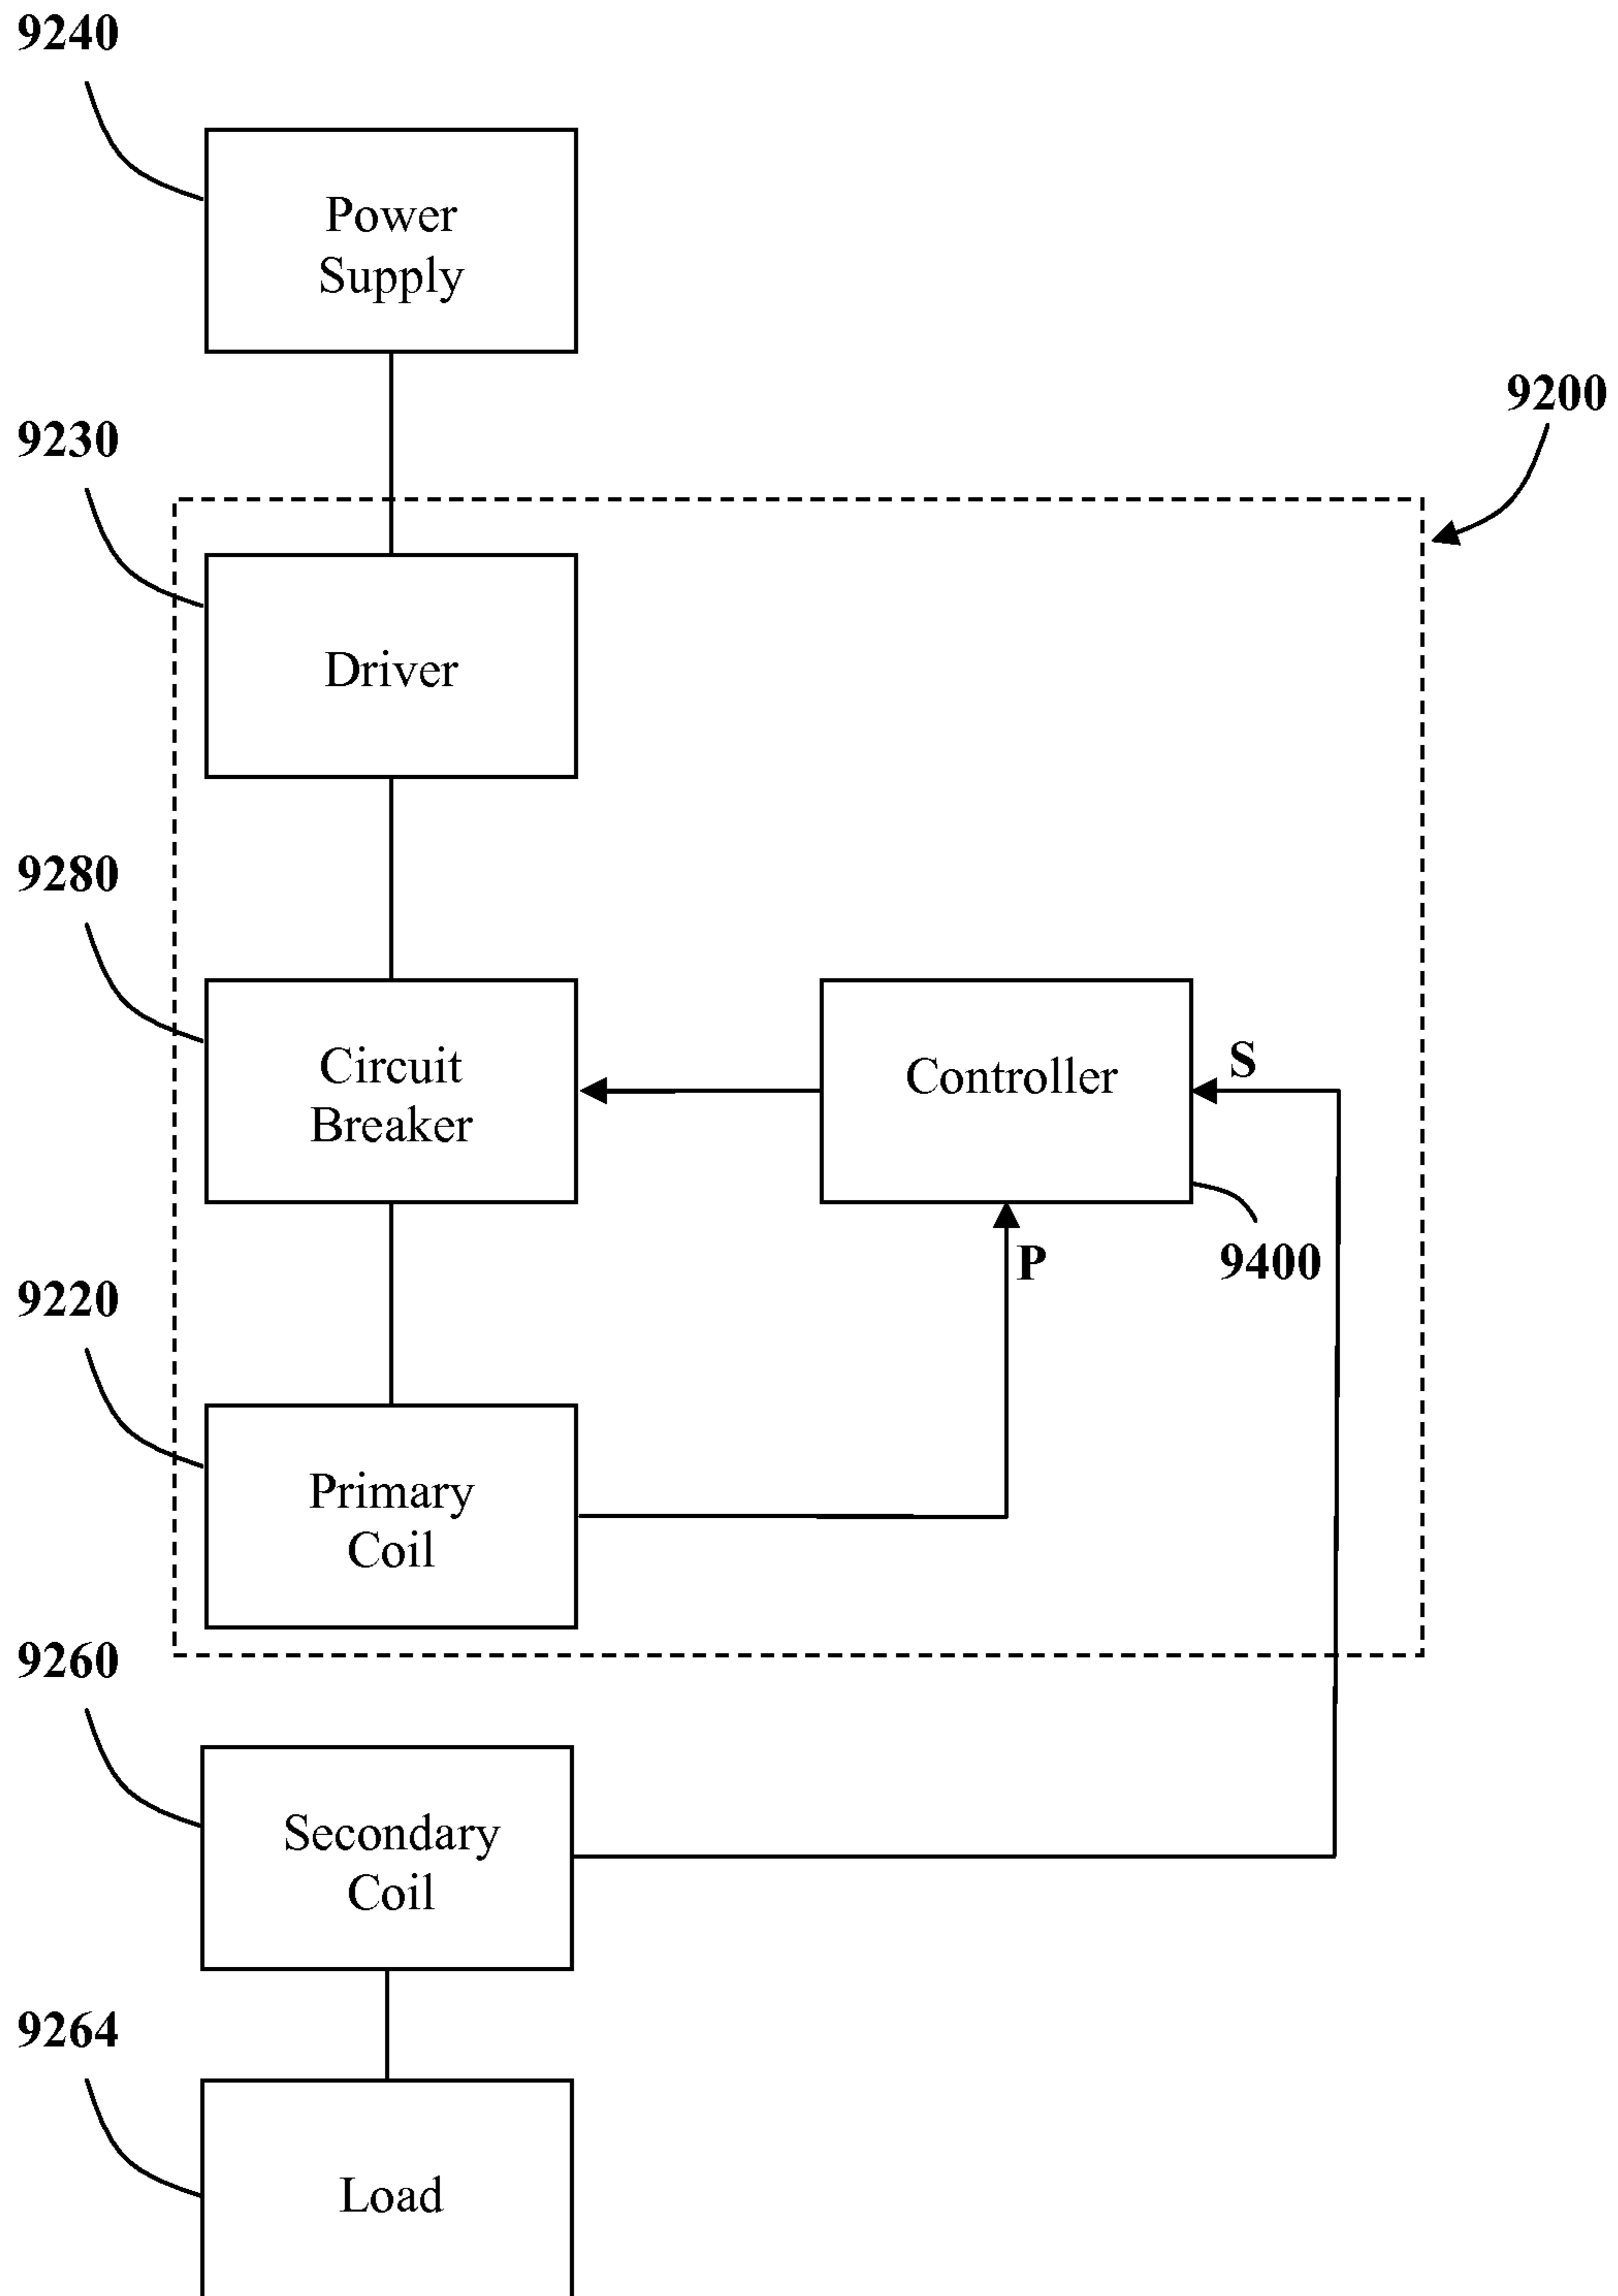 9240
Power
Supply
9200
9230
Driver
9280
Circuit
Breaker
Controller
S
P
9400
9220
Primary
Coil
9260
Secondary
Coil
9264
Load